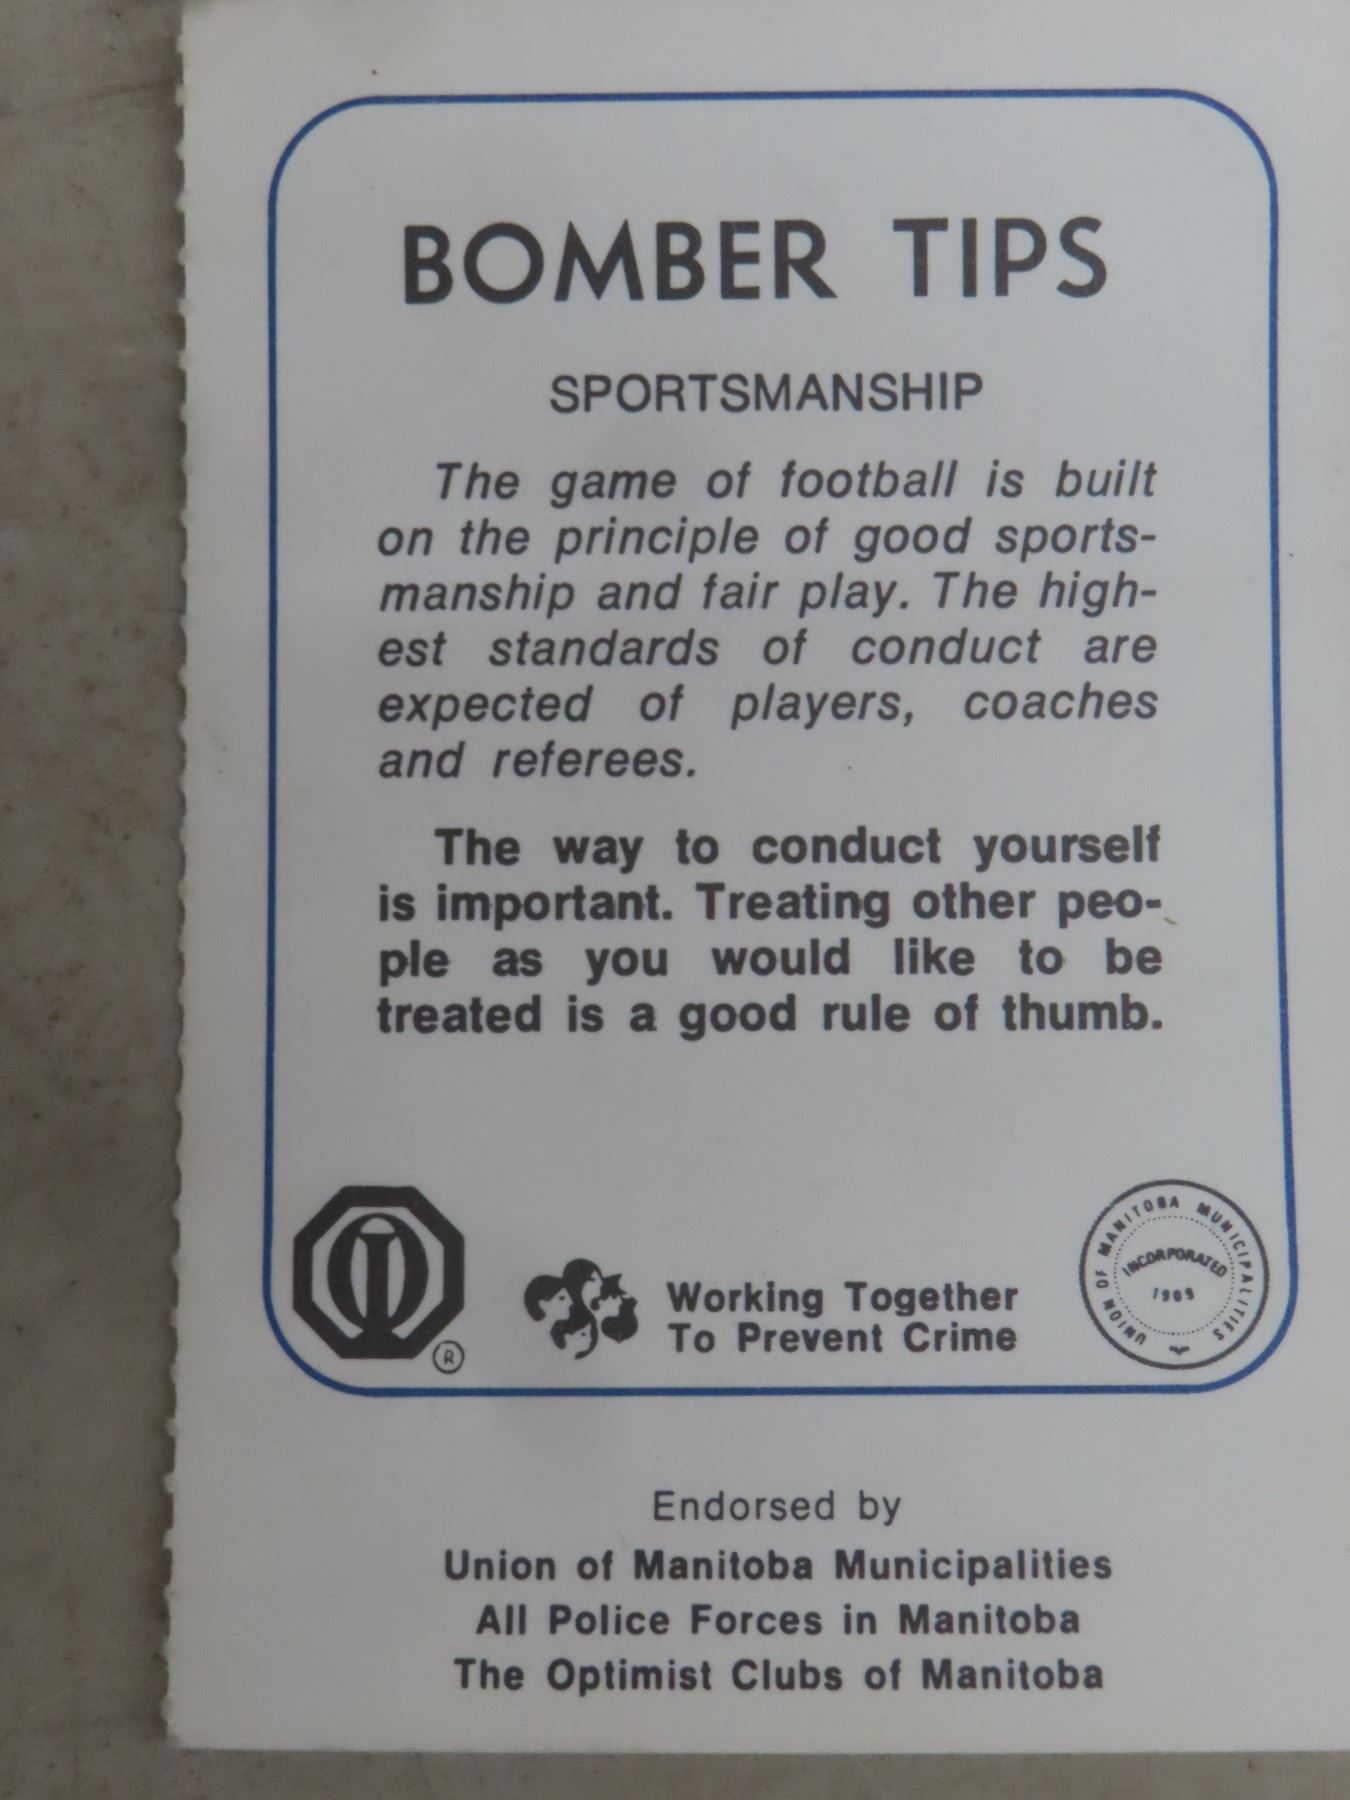 BOMBER TIPS
SPORTSMANSHIP
The game of football is built
on the principle of good sports-
manship and fair play. The high-
est standards of conduct are
expected of players, coaches
and referees.
The way to conduct yourself
is important. Treating other peo-
ple as you would like to be
treated is a good rule of thumb.
OI
®
Working Together
To Prevent Crime
UNION OF MANITOBA MUNICIPALITIES
INCORPORATED
Endorsed by
Union of Manitoba Municipalities
All Police Forces in Manitoba
The Optimist Clubs of Manitoba